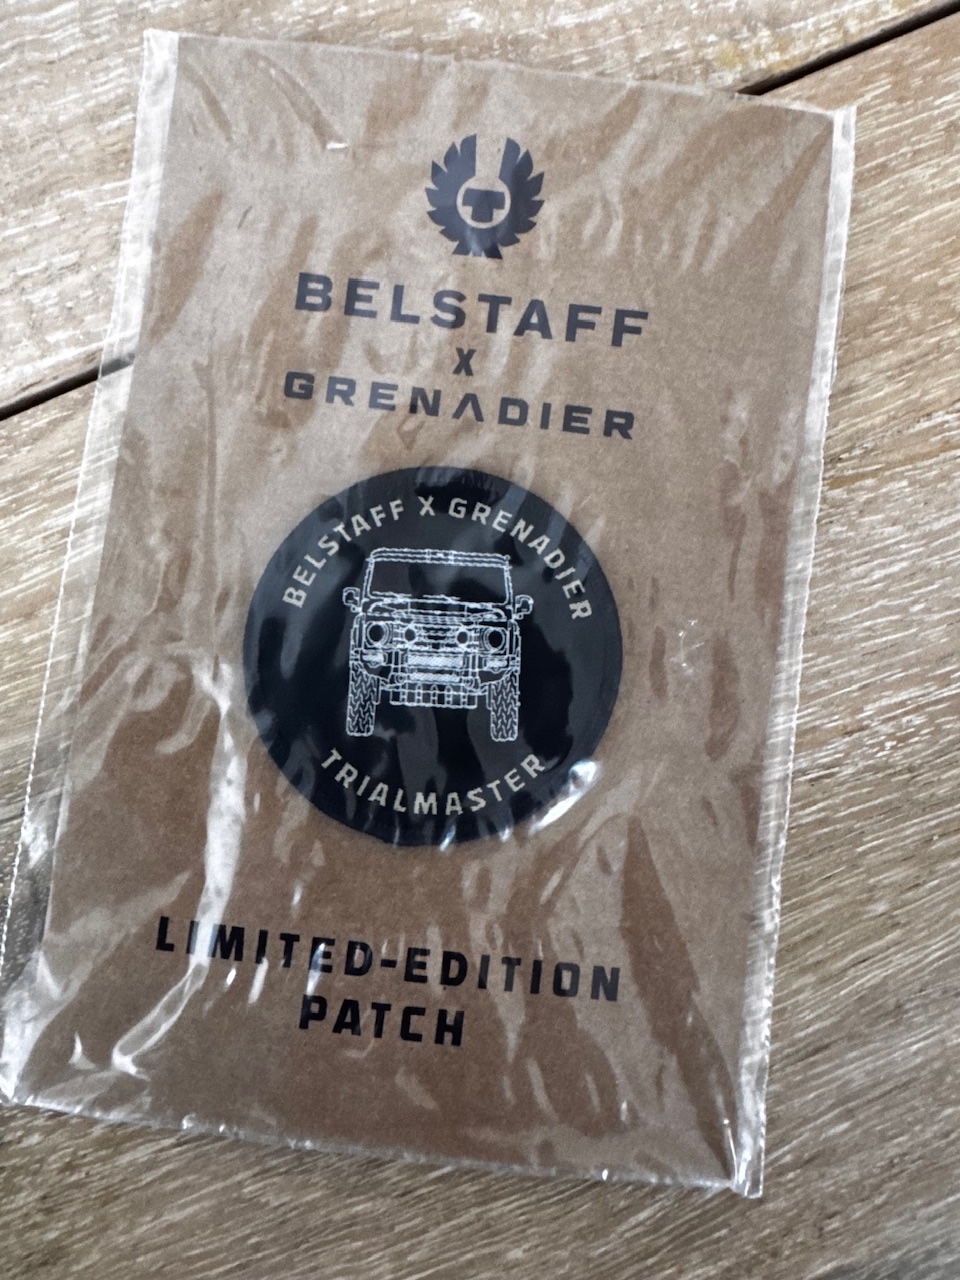 BELSTAFF
X
GRENADIER
BELSTAFF X GRENADIER
TRIALMASTER
LIMITED-EDITION
PATCH